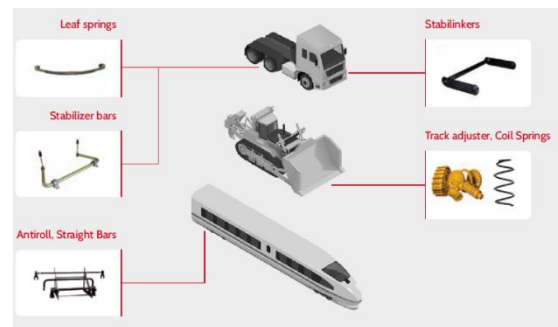 Leaf springs
Stabilinkers
Stabilizer bars
Track adjuster, Coil Springs
Antiroll, Straight Bars